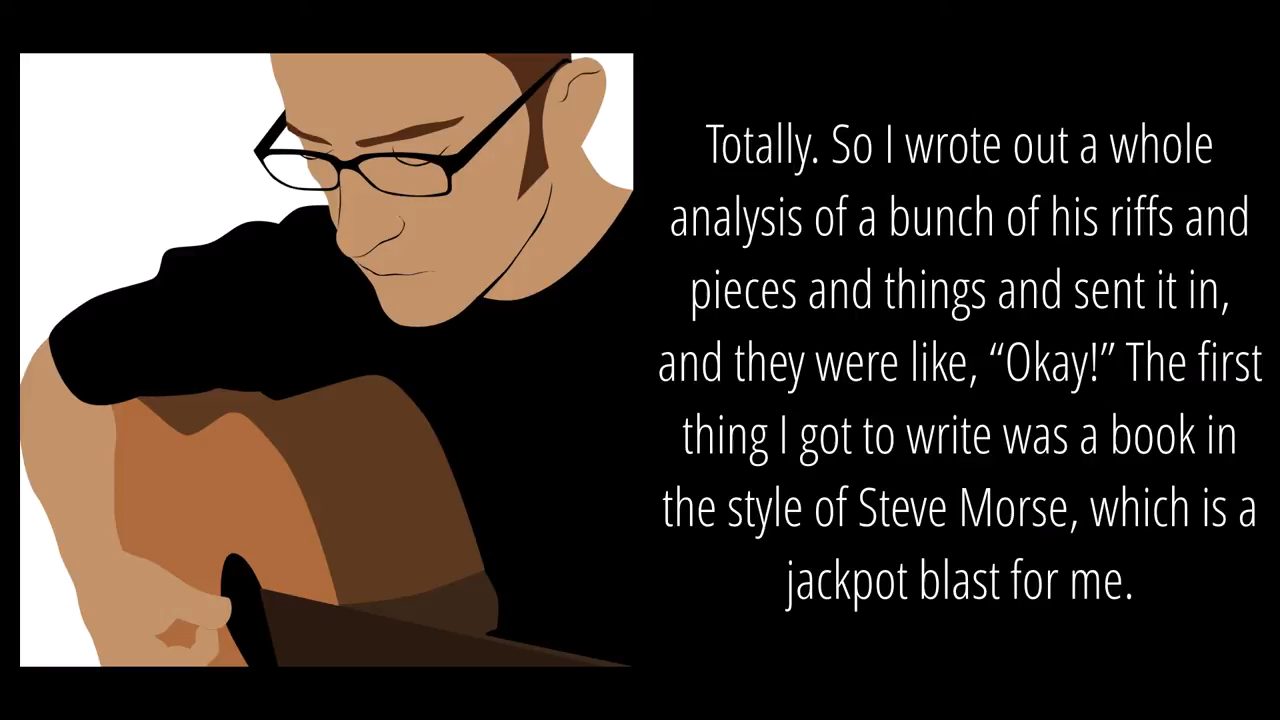 Totally. So I wrote out a whole
analysis of a bunch of his riffs and
pieces and things and sent it in,
and they were like, “Okay!” The first
thing I got to write was a book in
the style of Steve Morse, which is a
jackpot blast for me.